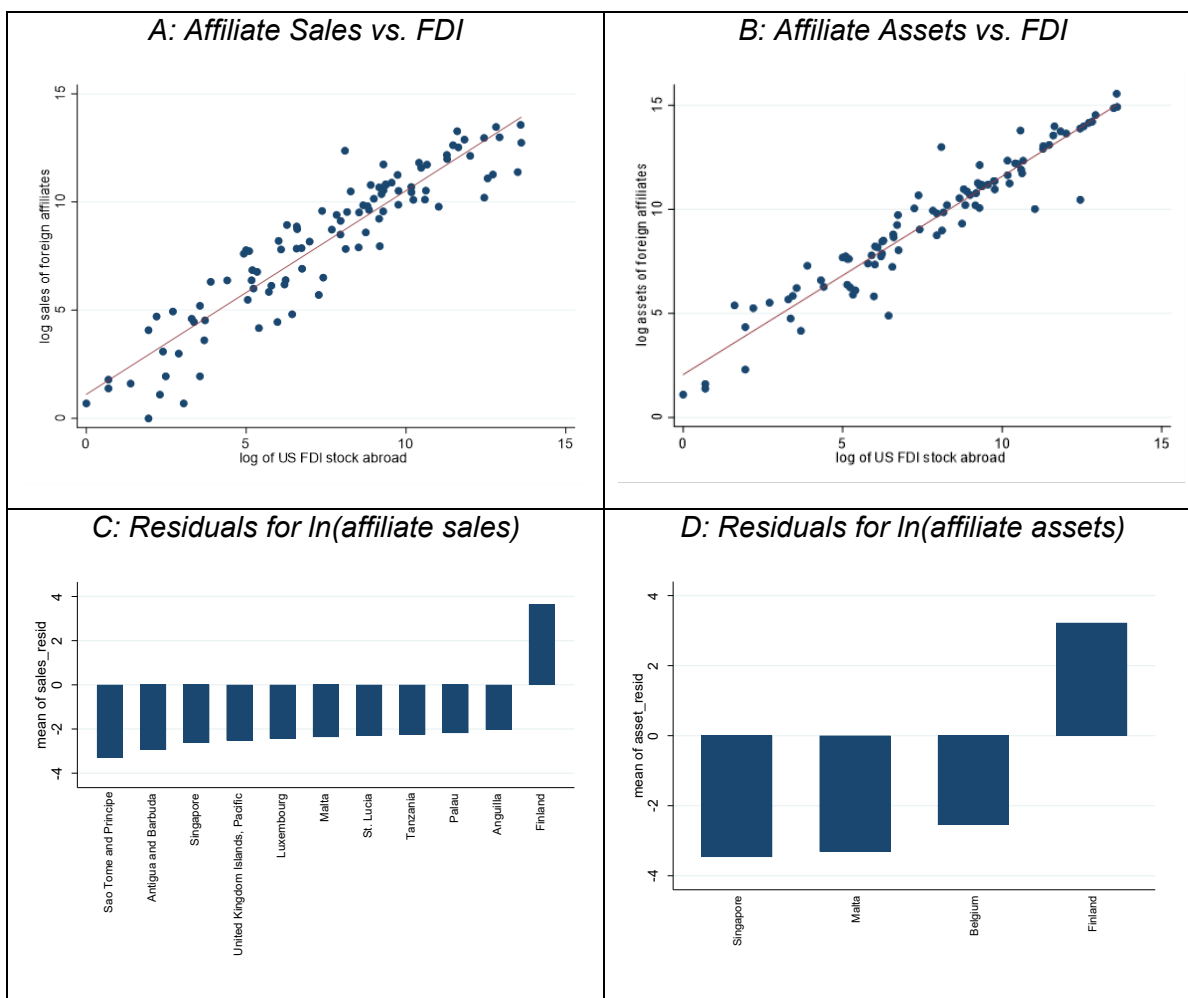 A: Affiliate Sales vs. FDI
log sales of foreign affiliates
15
10
5
0
0 5 10 15
log of US FDI stock abroad
B: Affiliate Assets vs. FDI
log assets of foreign affiliates
15
10
5
0
0 5 10 15
log of US FDI stock abroad
C: Residuals for ln(affiliate sales)
mean of sales_resid
4
2
0
-2
-4
Sao Tome and Principe
Antigua and Barbuda
Singapore
United Kingdom Islands, Pacific
Luxembourg
Malta
St. Lucia
Tanzania
Palau
Anguilla
Finland
D: Residuals for ln(affiliate assets)
mean of asset_resid
4
2
0
-2
-4
Singapore
Malta
Belgium
Finland